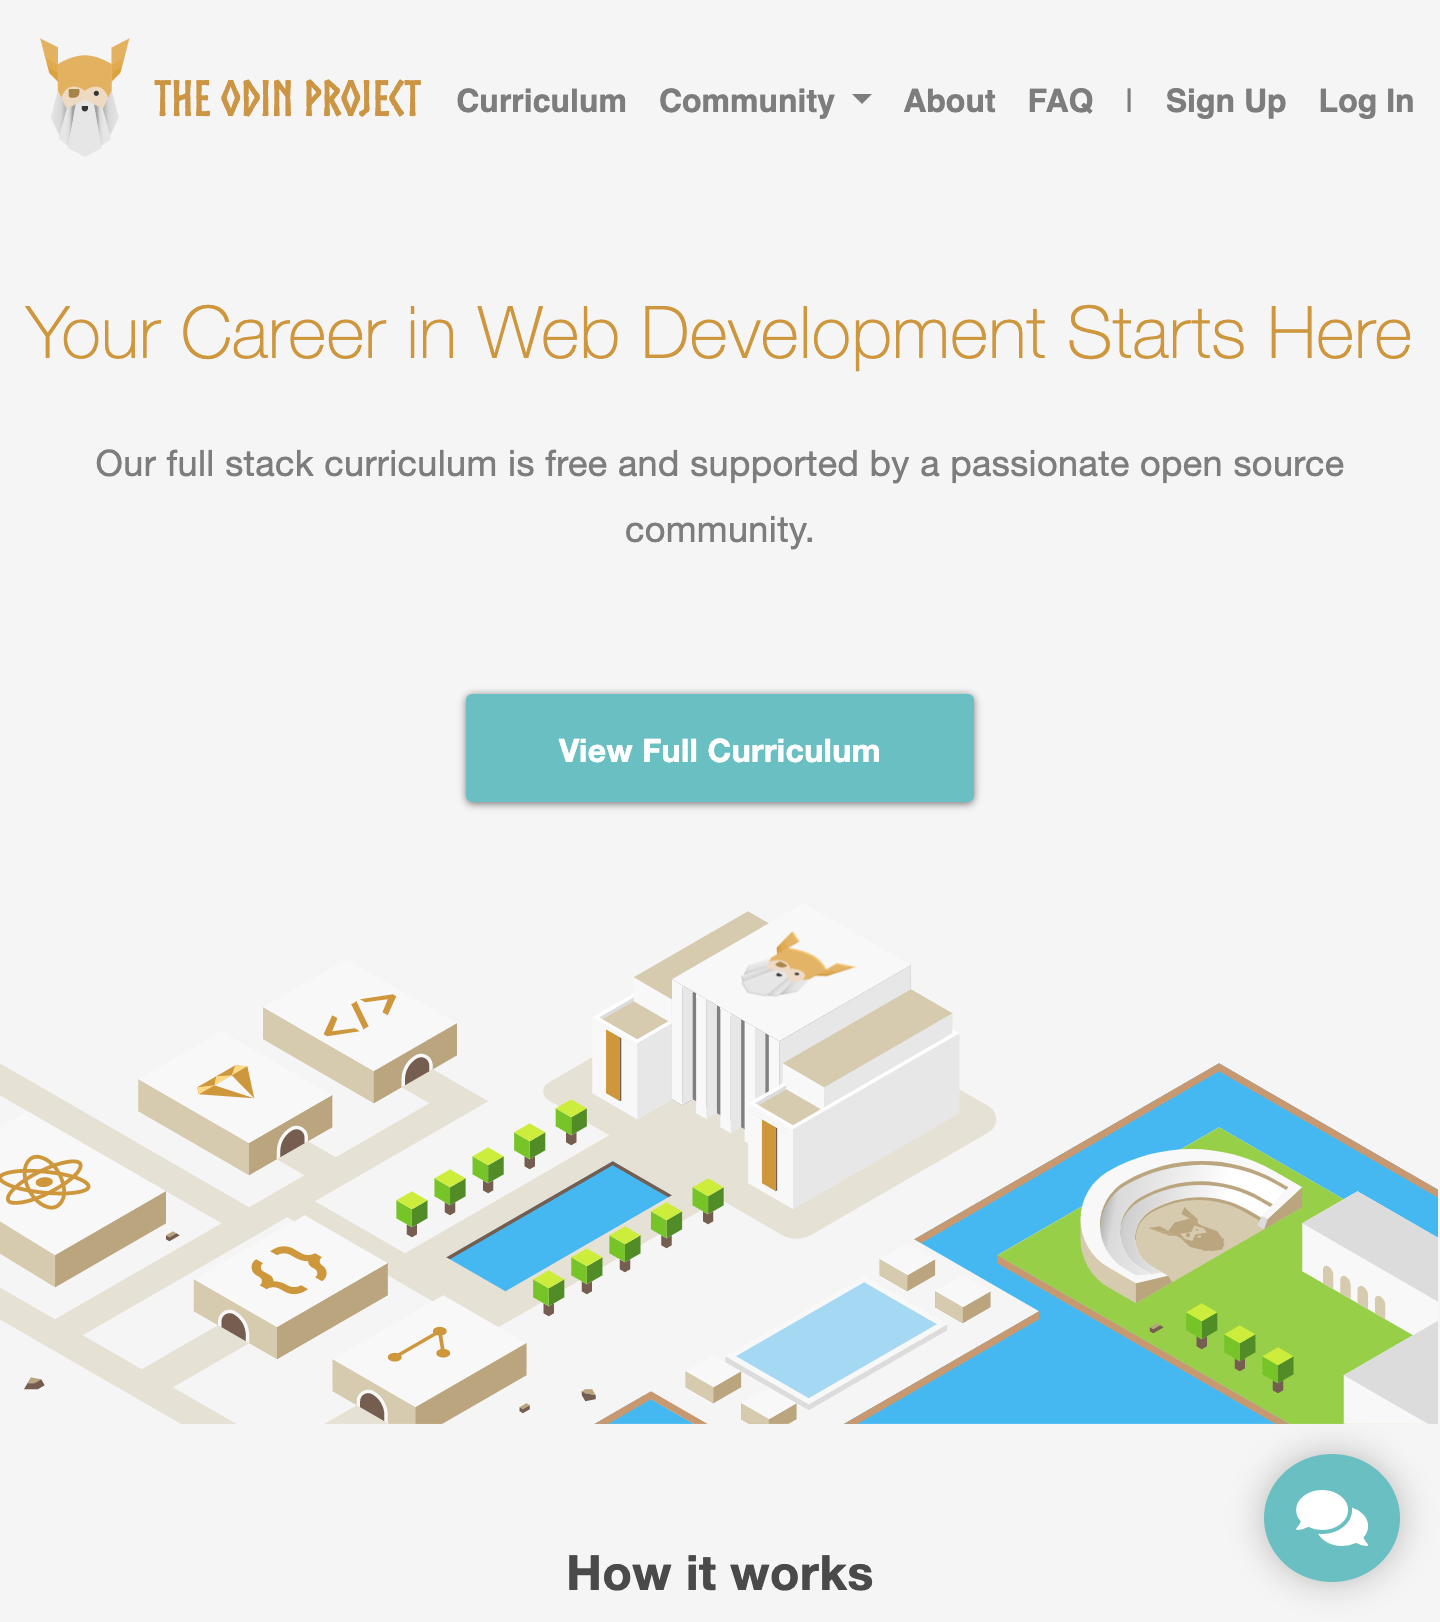 THE ODIN PROJECT Curriculum Community About FAQ | Sign Up Log In
Your Career in Web Development Starts Here
Our full stack curriculum is free and supported by a passionate open source
community.
View Full Curriculum
</>
{}
How it works